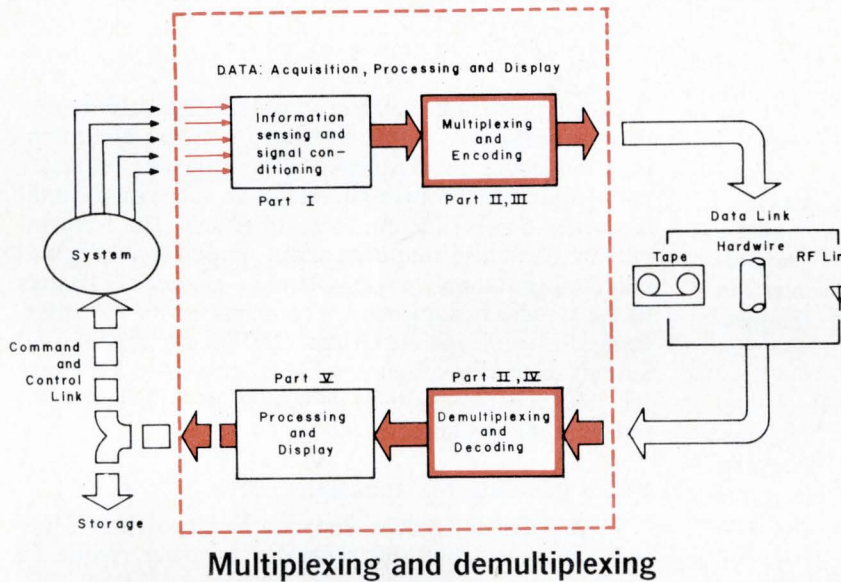 DATA: Acquisition, Processing and Display
Information
sensing and
signal con-
ditioning
Part I
Multiplexing
and
Encoding
Part II, III
Data Link
Tape
Hardwire
RF Lin
System
Command
and
Control
Link
Storage
Part V
Processing
and
Display
Part II, IV
Demultiplexing
and
Decoding
Multiplexing and demultiplexing